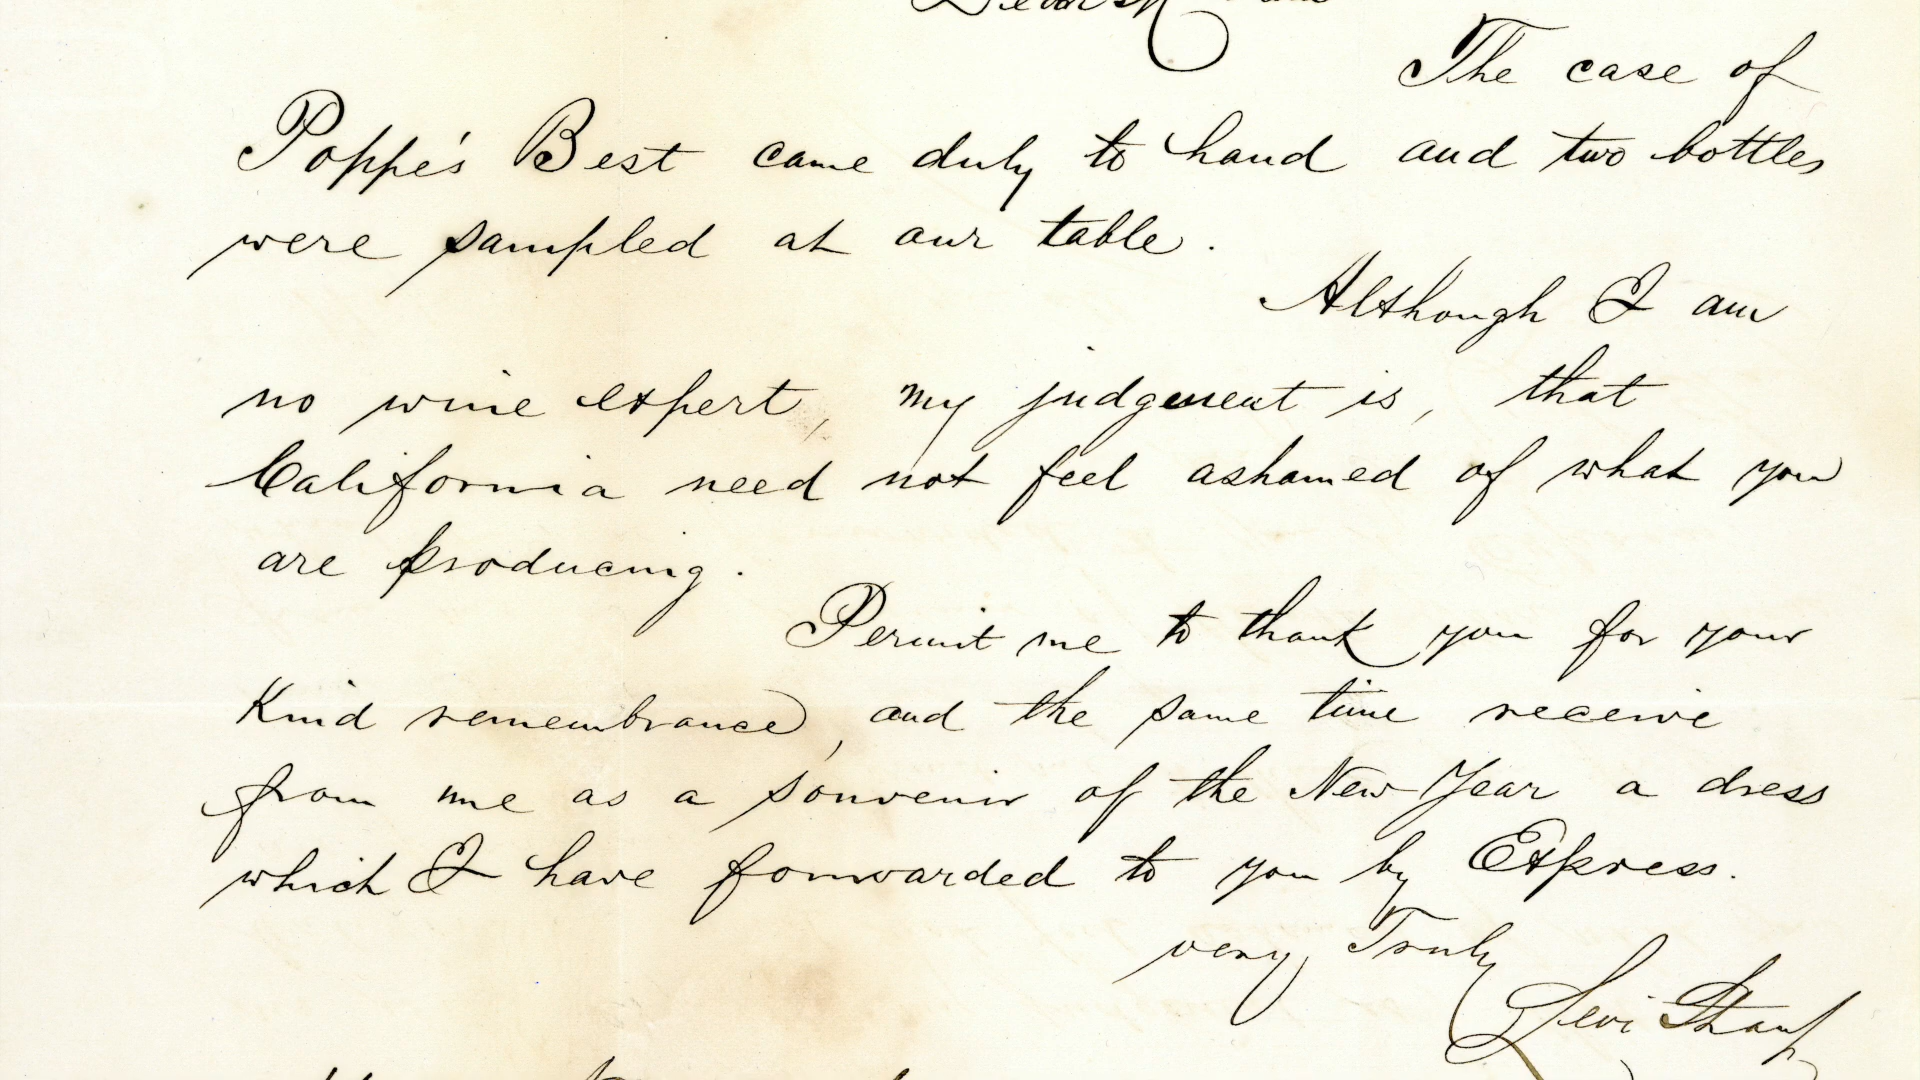 The case of
Poppe's Best came duly to hand and two bottles
were sampled at our table.
Although I am
no wine expert, my judgement is, that
California need not feel ashamed of what you
are producing.
Permit me to thank you for your
Kind remembrance, and the same time receive
from me as a souvenir of the New Year a dress
which I have forwarded to you by Express.
very Truly
Levi